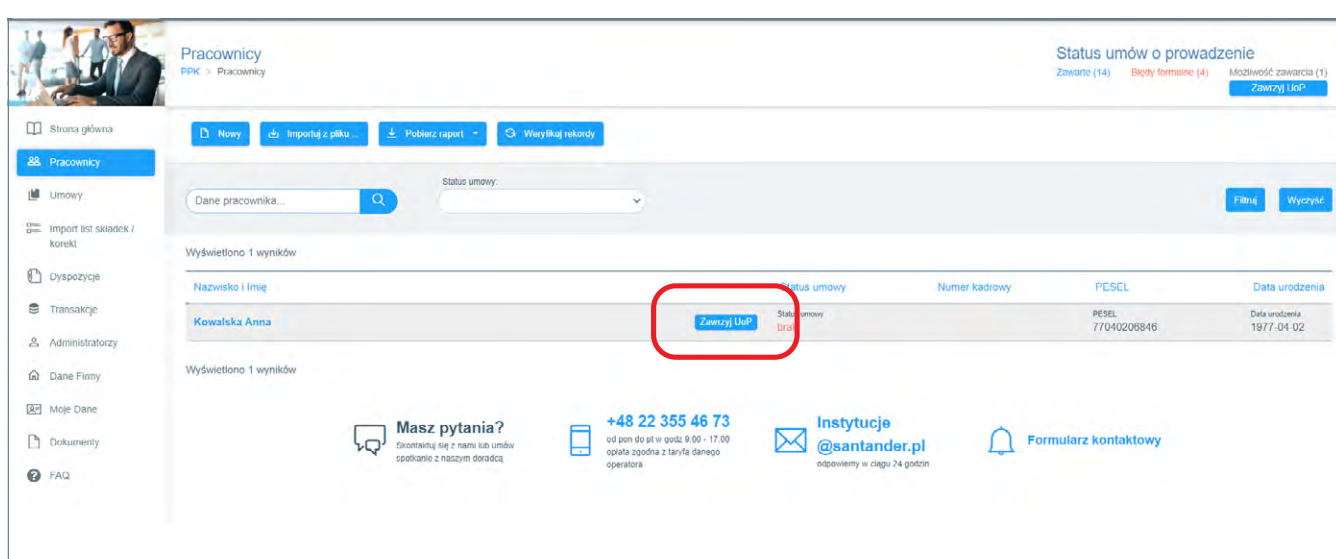 Pracownicy
PPK > Pracownicy
Status umów o prowadzenie
Zawarte (14) Błędy formalne (4) Możliwość zawarcia (1)
Zawrzyj UoP
Strona główna
Pracownicy
Umowy
Import list składek /
korekt
Dyspozycje
Transakcje
Administratorzy
Dane Firmy
Moje Dane
Dokumenty
FAQ
Nowy
Importuj z pliku ...
Pobierz raport
Weryfikuj rekordy
Status umowy:
Dane pracownika...
Filtruj
Wyczyść
Wyświetlono 1 wyników
Nazwisko i Imię Status umowy Numer kadrowy PESEL Data urodzenia
Kowalska Anna
Zawrzyj UoP
Status umowy
brak
PESEL
77040206846
Data urodzenia
1977-04-02
Wyświetlono 1 wyników
Masz pytania?
Skontaktuj się z nami lub umów
spotkanie z naszym doradcą
+48 22 355 46 73
od pon do pt w godz 9.00 - 17.00
opłata zgodna z taryfą danego
operatora
Instytucje
@santander.pl
odpowiemy w ciągu 24 godzin
Formularz kontaktowy